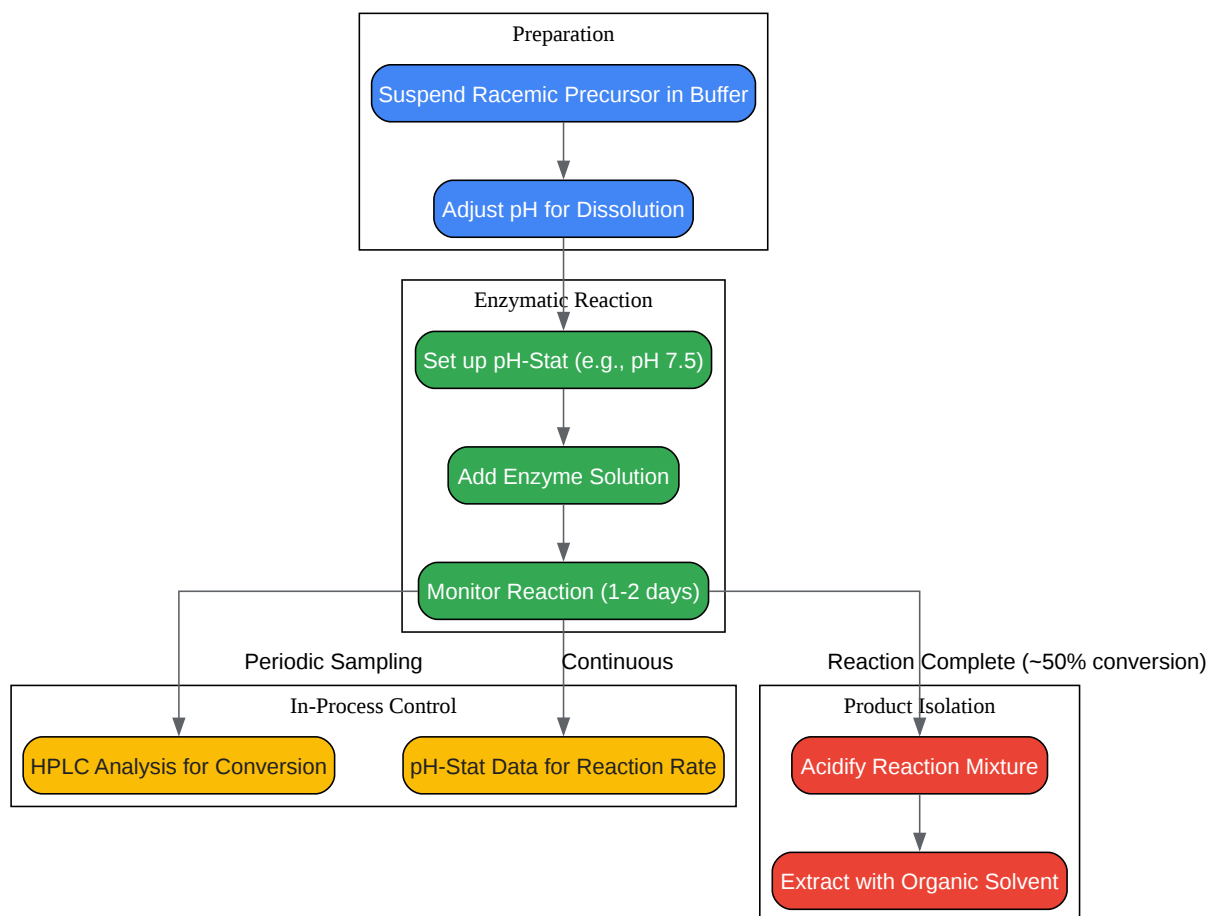 Preparation
Suspend Racemic Precursor in Buffer
Adjust pH for Dissolution
Enzymatic Reaction
Set up pH-Stat (e.g., pH 7.5)
Add Enzyme Solution
Monitor Reaction (1-2 days)
Periodic Sampling
Continuous
Reaction Complete (~50% conversion)
In-Process Control
HPLC Analysis for Conversion
pH-Stat Data for Reaction Rate
Product Isolation
Acidify Reaction Mixture
Extract with Organic Solvent